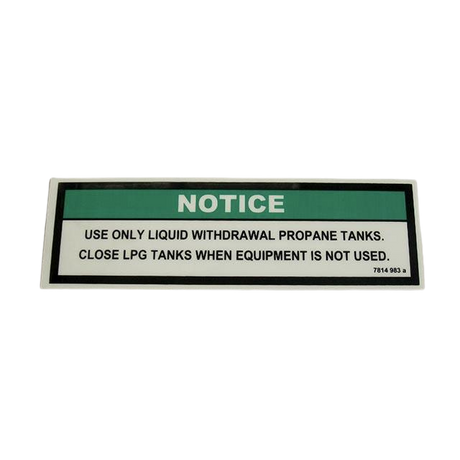 NOTICE
USE ONLY LIQUID WITHDRAWAL PROPANE TANKS.
CLOSE LPG TANKS WHEN EQUIPMENT IS NOT USED.
7814 983 a